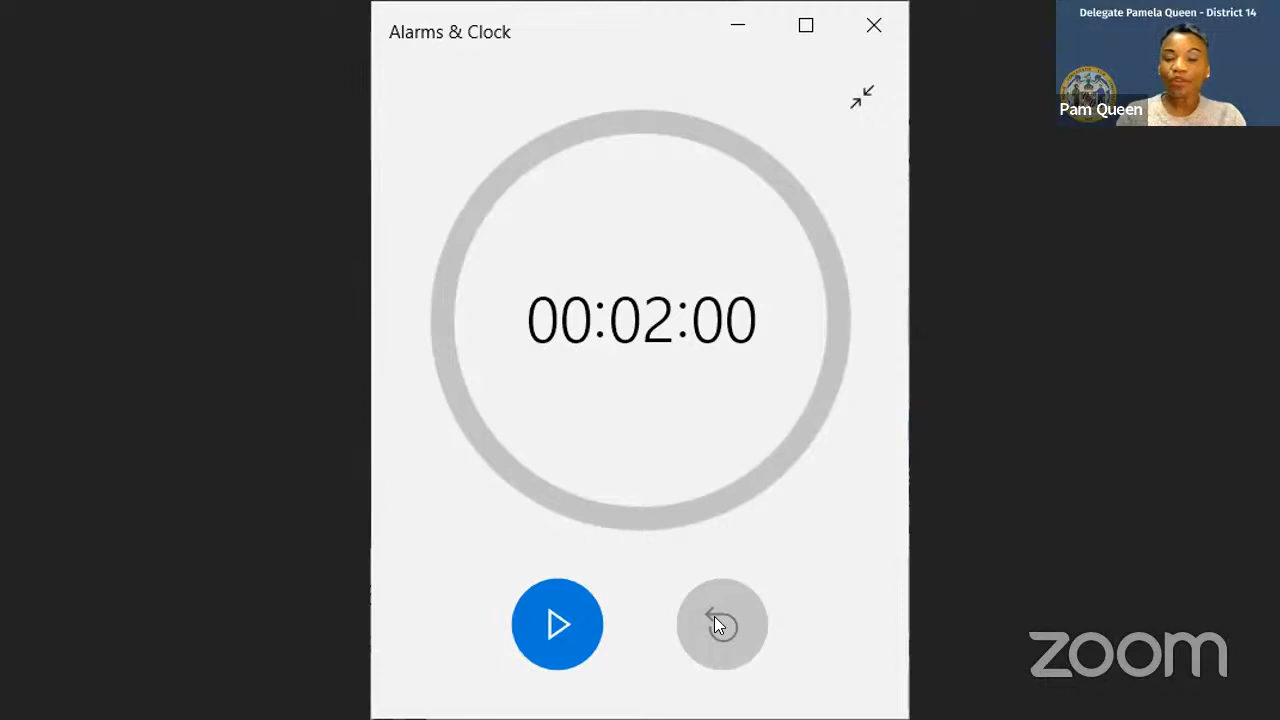 Alarms & Clock
Delegate Pamela Queen - District 14
Pam Queen
00:02:00
zoom